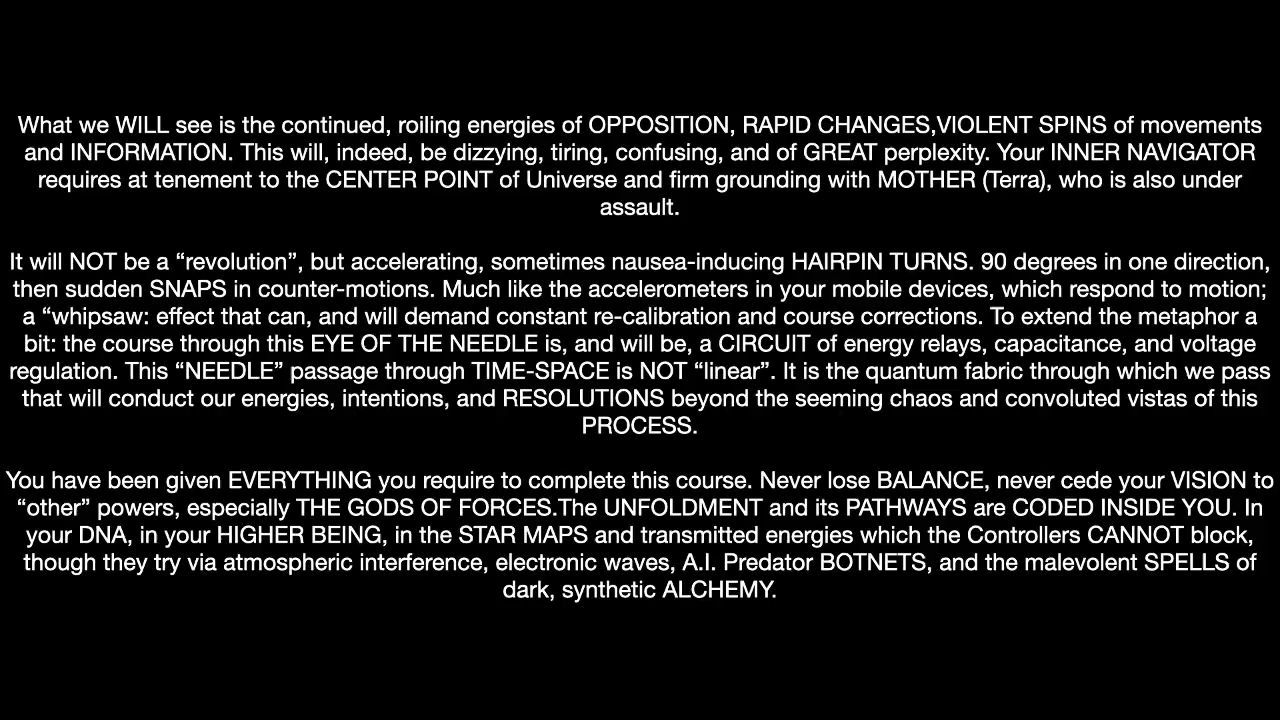 What we WILL see is the continued, roiling energies of OPPOSITION, RAPID CHANGES,VIOLENT SPINS of movements
and INFORMATION. This will, indeed, be dizzying, tiring, confusing, and of GREAT perplexity. Your INNER NAVIGATOR
requires at tenement to the CENTER POINT of Universe and firm grounding with MOTHER (Terra), who is also under
assault.
It will NOT be a “revolution”, but accelerating, sometimes nausea-inducing HAIRPIN TURNS. 90 degrees in one direction,
then sudden SNAPS in counter-motions. Much like the accelerometers in your mobile devices, which respond to motion;
a “whipsaw: effect that can, and will demand constant re-calibration and course corrections. To extend the metaphor a
bit: the course through this EYE OF THE NEEDLE is, and will be, a CIRCUIT of energy relays, capacitance, and voltage
regulation. This “NEEDLE” passage through TIME-SPACE is NOT “linear”. It is the quantum fabric through which we pass
that will conduct our energies, intentions, and RESOLUTIONS beyond the seeming chaos and convoluted vistas of this
PROCESS.
You have been given EVERYTHING you require to complete this course. Never lose BALANCE, never cede your VISION to
“other” powers, especially THE GODS OF FORCES.The UNFOLDMENT and its PATHWAYS are CODED INSIDE YOU. In
your DNA, in your HIGHER BEING, in the STAR MAPS and transmitted energies which the Controllers CANNOT block,
though they try via atmospheric interference, electronic waves, A.I. Predator BOTNETS, and the malevolent SPELLS of
dark, synthetic ALCHEMY.